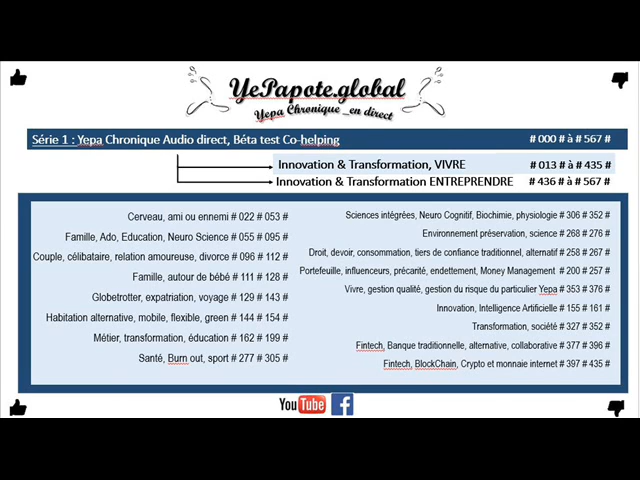 YePapote.global
Yepa Chronique _en direct
Série 1 : Yepa Chronique Audio direct, Béta test Co-helping # 000 # à # 567 #
Innovation & Transformation, VIVRE # 013 # à # 435 #
Innovation & Transformation ENTREPRENDRE # 436 # à # 567 #
Cerveau, ami ou ennemi # 022 # 053 #
Famille, Ado, Education, Neuro Science # 055 # 095 #
Couple, célibataire, relation amoureuse, divorce # 096 # 112 #
Famille, autour de bébé # 111 # 128 #
Globetrotter, expatriation, voyage # 129 # 143 #
Habitation alternative, mobile, flexible, green # 144 # 154 #
Métier, transformation, éducation # 162 # 199 #
Santé, Burn out, sport # 277 # 305 #
Sciences intégrées, Neuro Cognitif, Biochimie, physiologie # 306 # 352 #
Environnement préservation, science # 268 # 276 #
Droit, devoir, consommation, tiers de confiance traditionnel, alternatif # 258 # 267 #
Portefeuille, influenceurs, précarité, endettement, Money Management # 200 # 257 #
Vivre, gestion qualité, gestion du risque du particulier Yepa # 353 # 376 #
Innovation, Intelligence Artificielle # 155 # 161 #
Transformation, société # 327 # 352 #
Fintech, Banque traditionnelle, alternative, collaborative # 377 # 396 #
Fintech, BlockChain, Crypto et monnaie internet # 397 # 435 #
YouTube f